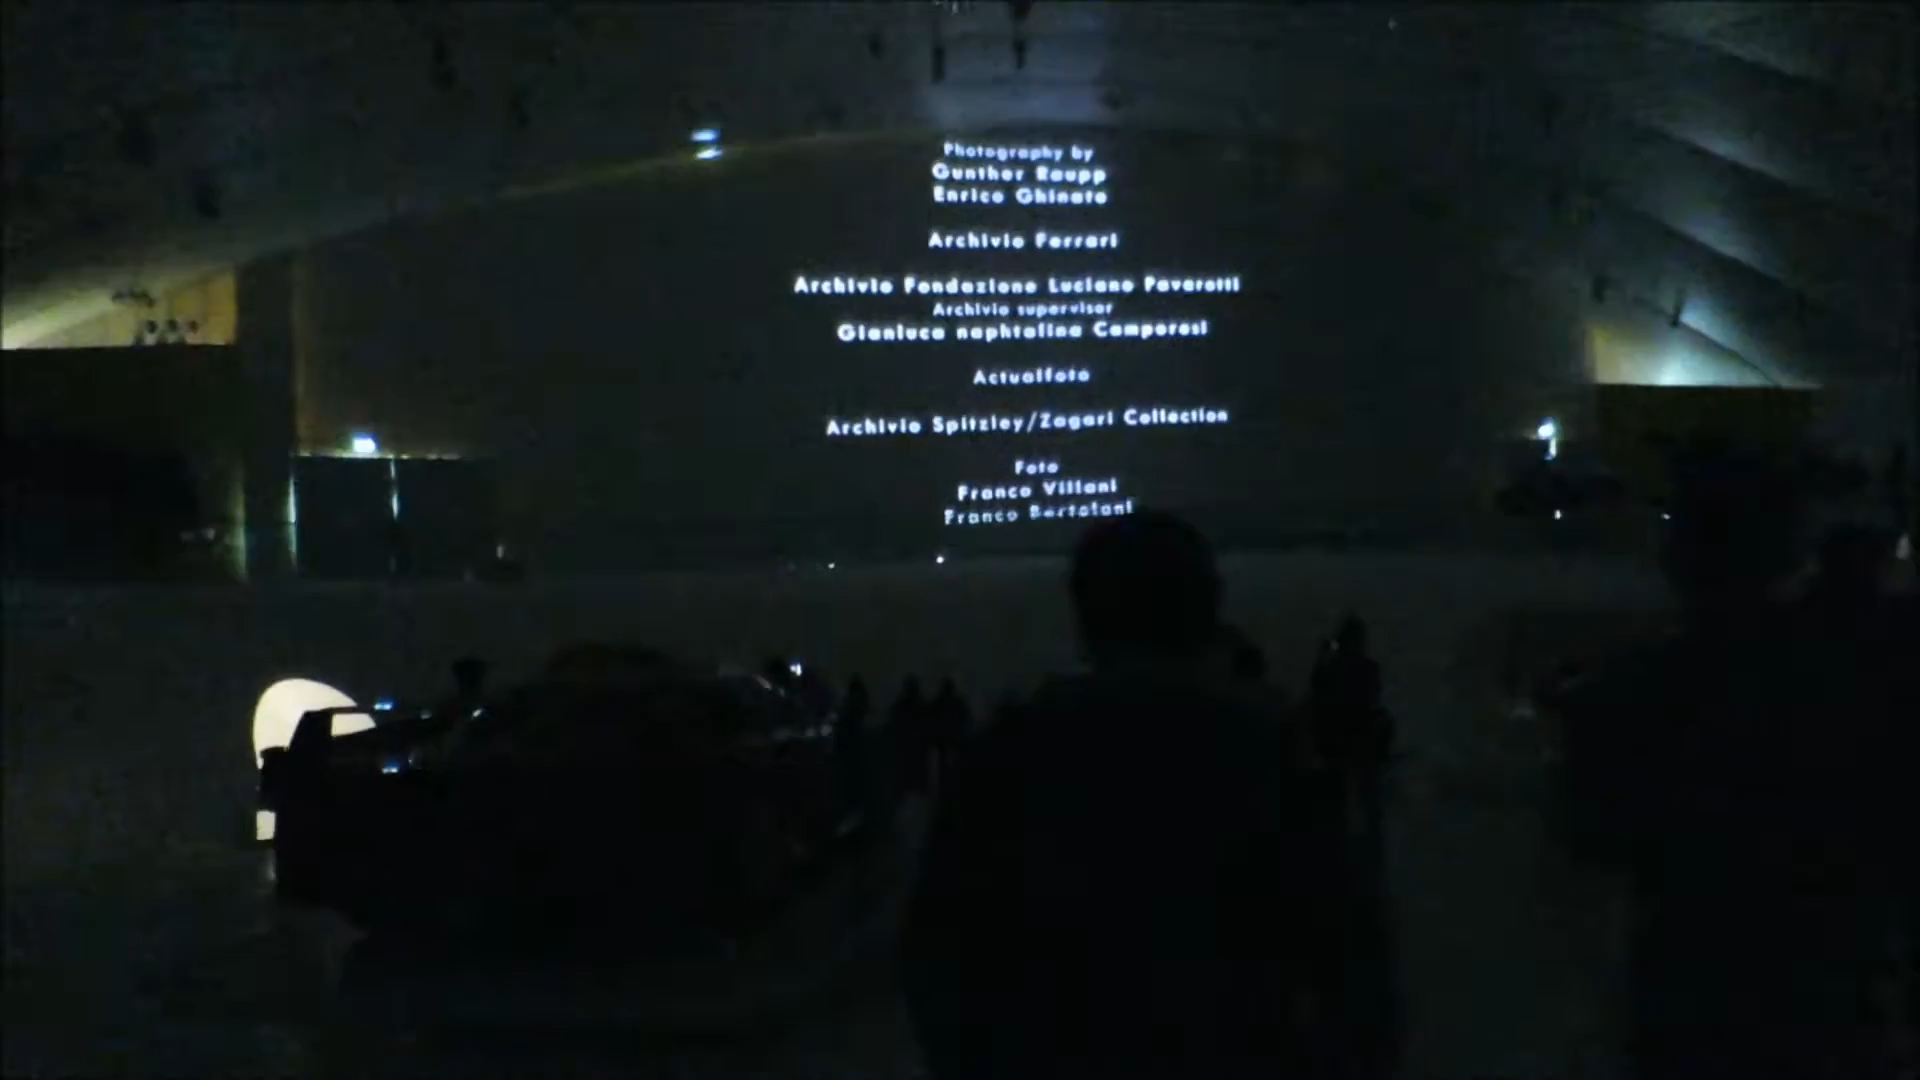 Photography by
Gunther Raupp
Enrico Ghinato
Archivio Ferrari
Archivio Fondazione Luciano Pavarotti
Archivio supervisor
Gianluca naphtalina Camporesi
Actualfoto
Archivio Spitzley/Zagari Collection
Foto
Franco Villani
Franco Bertolani